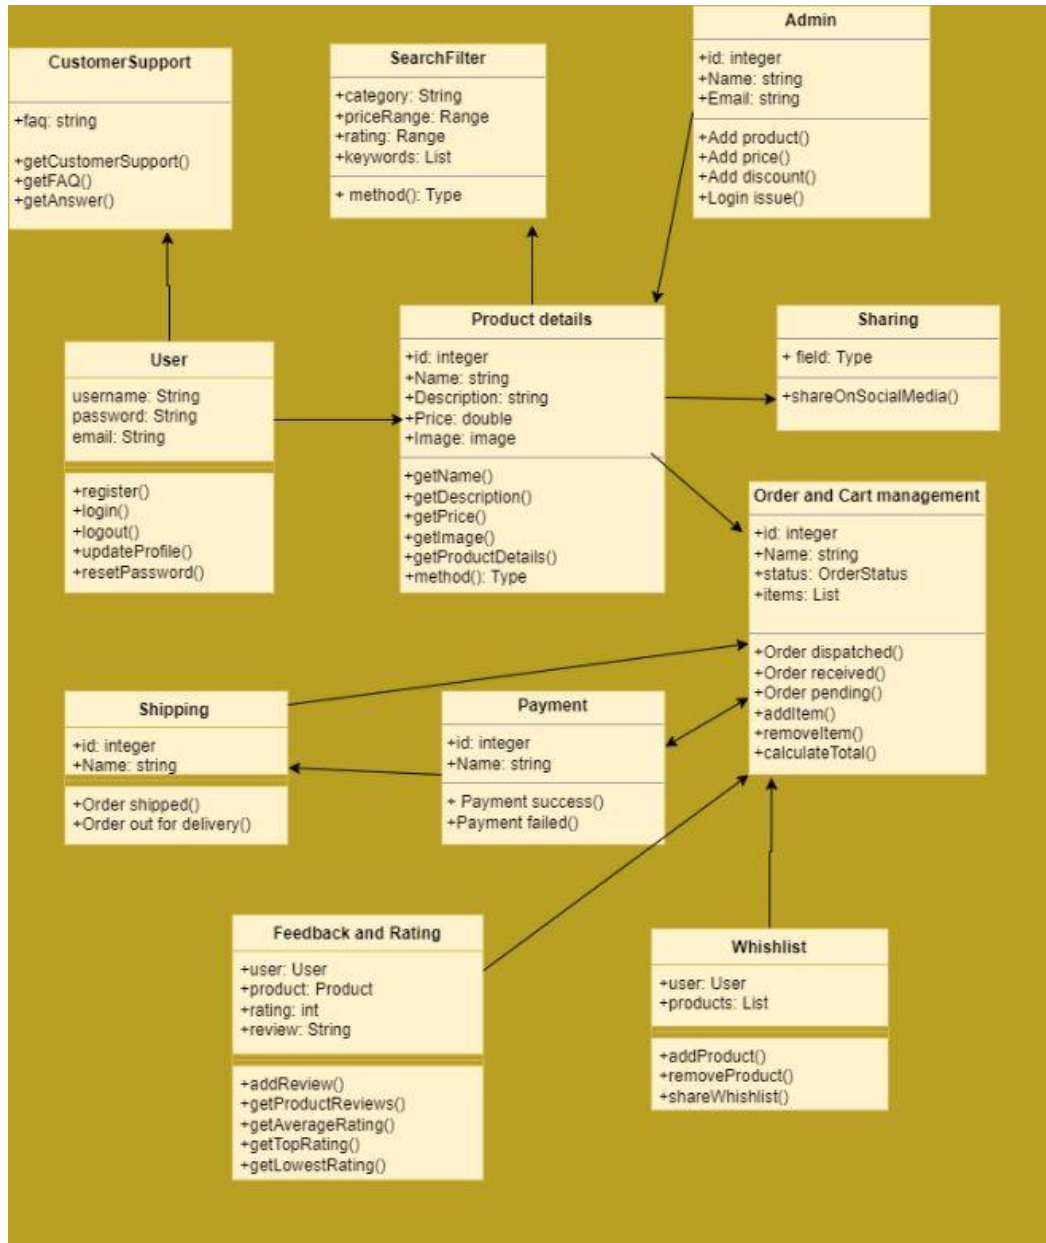 CustomerSupport
+faq: string
+getCustomerSupport()
+getFAQ()
+getAnswer()
SearchFilter
+category: String
+priceRange: Range
+rating: Range
+keywords: List
+ method(): Type
Admin
+id: integer
+Name: string
+Email: string
+Add product()
+Add price()
+Add discount()
+Login issue()
User
username: String
password: String
email: String
+register()
+login()
+logout()
+updateProfile()
+resetPassword()
Product details
+id: integer
+Name: string
+Description: string
+Price: double
+Image: image
+getName()
+getDescription()
+getPrice()
+getImage()
+getProductDetails()
+method(): Type
Sharing
+ field: Type
+shareOnSocialMedia()
Order and Cart management
+id: integer
+Name: string
+status: OrderStatus
+items: List
+Order dispatched()
+Order received()
+Order pending()
+addItem()
+removeItem()
+calculateTotal()
Shipping
+id: integer
+Name: string
+Order shipped()
+Order out for delivery()
Payment
+id: integer
+Name: string
+ Payment success()
+Payment failed()
Feedback and Rating
+user: User
+product: Product
+rating: int
+review: String
+addReview()
+getProductReviews()
+getAverageRating()
+getTopRating()
+getLowestRating()
Whishlist
+user: User
+products: List
+addProduct()
+removeProduct()
+shareWhishlist()